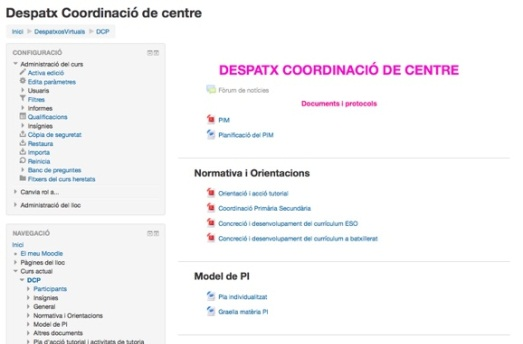 Despatx Coordinació de centre
Inici ▶ DespatxosVirtuals ▶ DCP
CONFIGURACIÓ
Administració del curs
Activa edició
Edita paràmetres
Usuaris
Filtres
Informes
Qualificacions
Insígnies
Còpia de seguretat
Restaura
Importa
Reinicia
Banc de preguntes
Fitxers del curs heretats
Canvia rol a...
Administració del lloc
NAVEGACIÓ
Inici
El meu Moodle
Pàgines del lloc
Curs actual
DCP
Participants
Insígnies
General
Normativa i Orientacions
Model de PI
Altres documents
Pla d'acció tutorial i activitats de tutoria
DESPATX COORDINACIÓ DE CENTRE
Fòrum de notícies
Documents i protocols
PIM
Planificació del PIM
Normativa i Orientacions
Orientació i acció tutorial
Coordinació Primària Secundària
Concreció i desenvolupament del currículum ESO
Concreció i desenvolupament del currículum a batxillerat
Model de PI
Pla individualitzat
Graella matèria PI